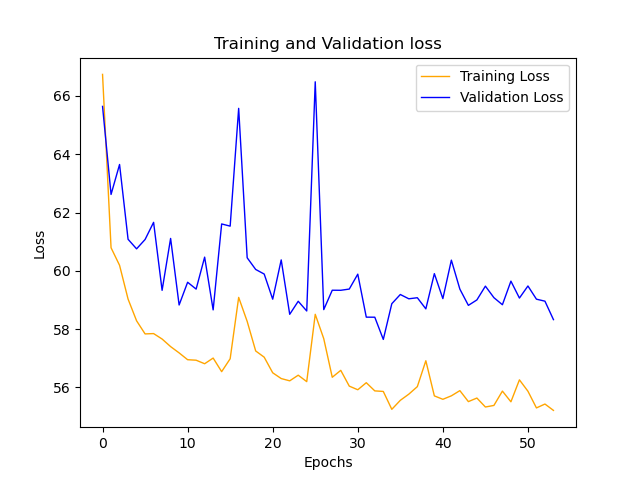 Training and Validation loss
Training Loss
Validation Loss
66
64
62
60
58
56
Loss
0 10 20 30 40 50
Epochs